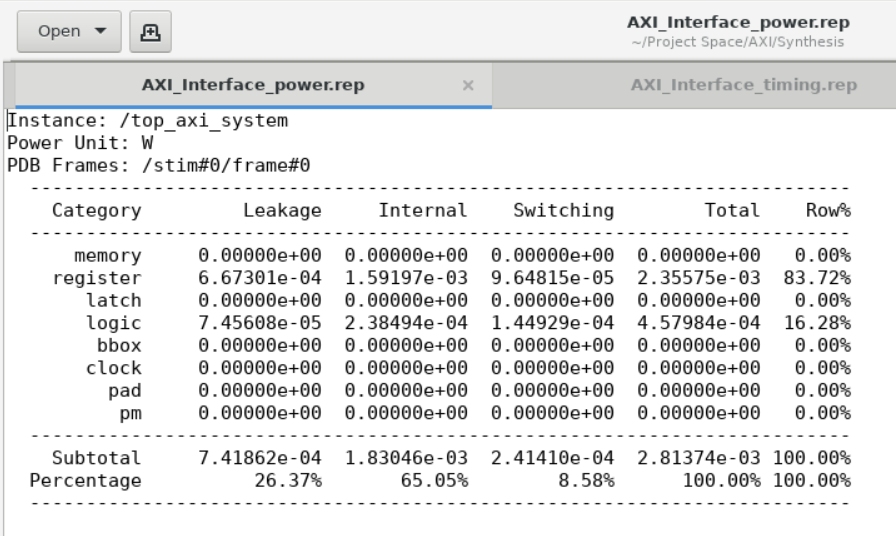 Open
AXI_Interface_power.rep
~/Project Space/AXI/Synthesis
AXI_Interface_power.rep × AXI_Interface_timing.rep
Instance: /top_axi_system
Power Unit: W
PDB Frames: /stim#0/frame#0
-------------------------------------------------------------------------
Category Leakage Internal Switching Total Row%
-------------------------------------------------------------------------
memory 0.00000e+00 0.00000e+00 0.00000e+00 0.00000e+00 0.00%
register 6.67301e-04 1.59197e-03 9.64815e-05 2.35575e-03 83.72%
latch 0.00000e+00 0.00000e+00 0.00000e+00 0.00000e+00 0.00%
logic 7.45608e-05 2.38494e-04 1.44929e-04 4.57984e-04 16.28%
bbox 0.00000e+00 0.00000e+00 0.00000e+00 0.00000e+00 0.00%
clock 0.00000e+00 0.00000e+00 0.00000e+00 0.00000e+00 0.00%
pad 0.00000e+00 0.00000e+00 0.00000e+00 0.00000e+00 0.00%
pm 0.00000e+00 0.00000e+00 0.00000e+00 0.00000e+00 0.00%
-------------------------------------------------------------------------
Subtotal 7.41862e-04 1.83046e-03 2.41410e-04 2.81374e-03 100.00%
Percentage 26.37% 65.05% 8.58% 100.00% 100.00%
-------------------------------------------------------------------------